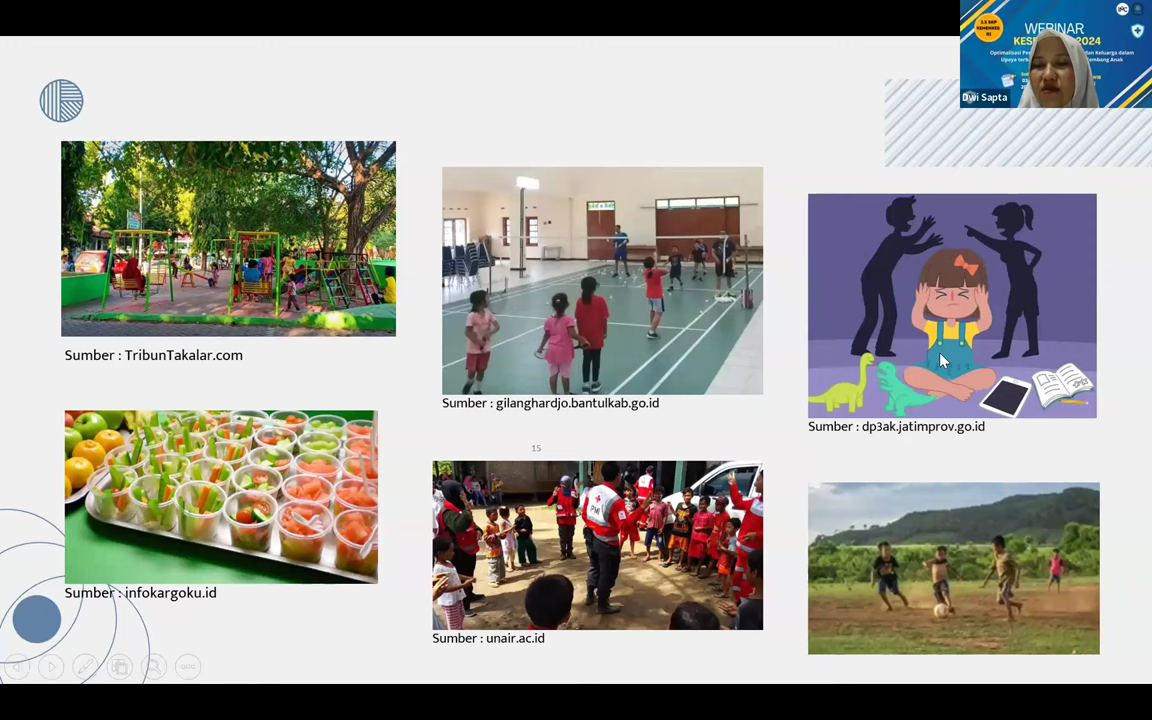 WEBINAR
Dwi Sapta
Sumber : TribunTakalar.com
Sumber : gilanghardjo.bantulkab.go.id
Sumber : dp3ak.jatimprov.go.id
15
PMI
Sumber : infokargoku.id
Sumber : unair.ac.id